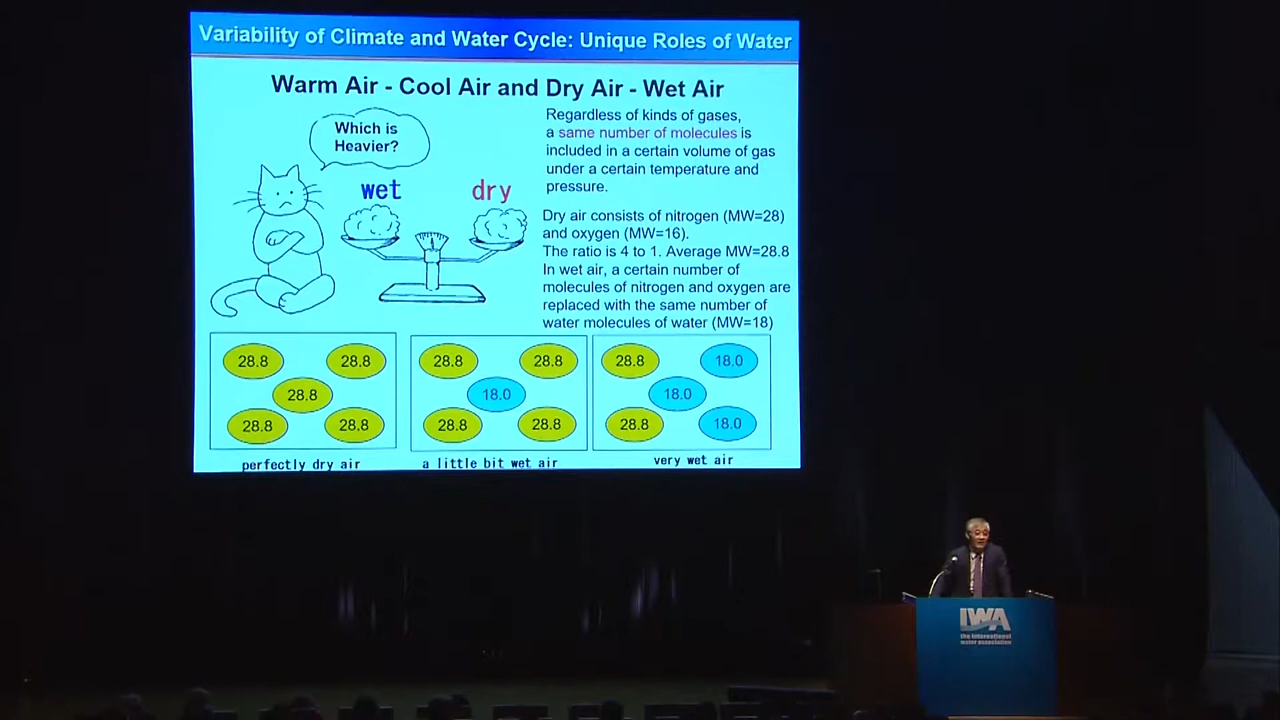 Variability of Climate and Water Cycle: Unique Roles of Water
Warm Air - Cool Air and Dry Air - Wet Air
Which is
Heavier?
wet
dry
Regardless of kinds of gases,
a same number of molecules is
included in a certain volume of gas
under a certain temperature and
pressure.
Dry air consists of nitrogen (MW=28)
and oxygen (MW=16).
The ratio is 4 to 1. Average MW=28.8
In wet air, a certain number of
molecules of nitrogen and oxygen are
replaced with the same number of
water molecules of water (MW=18)
28.8
28.8
28.8
28.8
28.8
perfectly dry air
28.8
28.8
18.0
28.8
28.8
a little bit wet air
28.8
18.0
18.0
28.8
18.0
very wet air
IWA
the international
water association